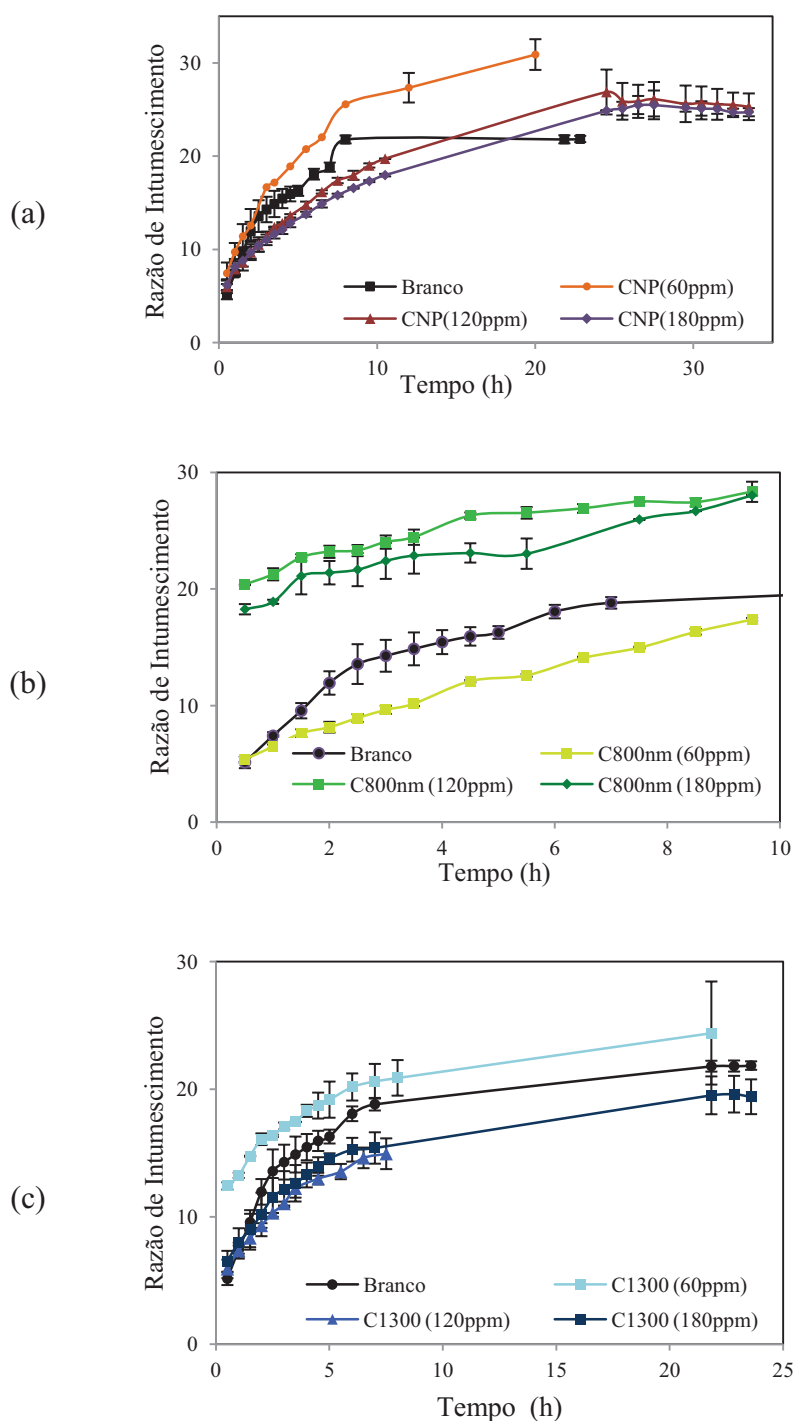 (a)
Razão de Intumescimento
30
20
10
0
Branco
CNP(60ppm)
CNP(120ppm)
CNP(180ppm)
0 10 20 30
Tempo (h)
(b)
Razão de Intumescimento
30
20
10
0
Branco
C800nm (60ppm)
C800nm (120ppm)
C800nm (180ppm)
0 2 4 6 8 10
Tempo (h)
(c)
Razão de Intumescimento
30
20
10
0
Branco
C1300 (60ppm)
C1300 (120ppm)
C1300 (180ppm)
0 5 10 15 20 25
Tempo (h)